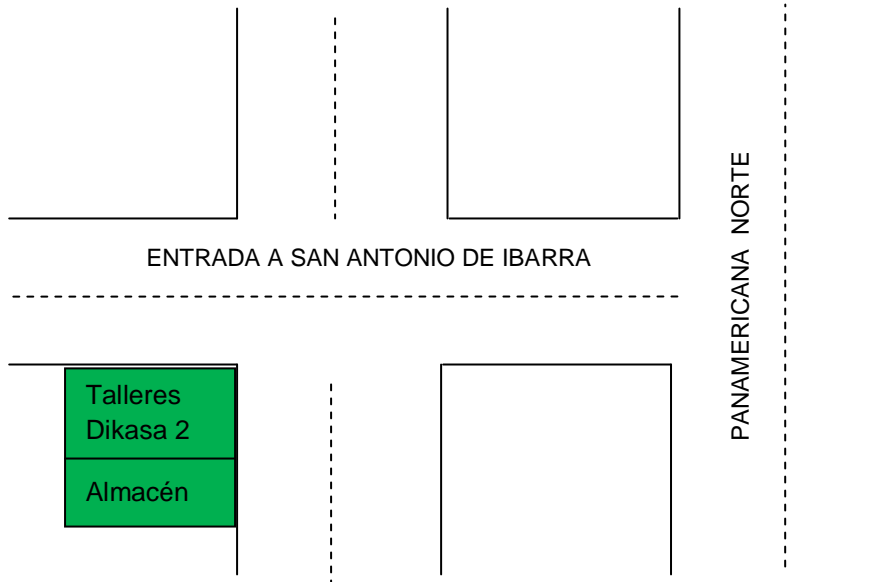 ENTRADA A SAN ANTONIO DE IBARRA
PANAMERICANA NORTE
Talleres
Dikasa 2
Almacén